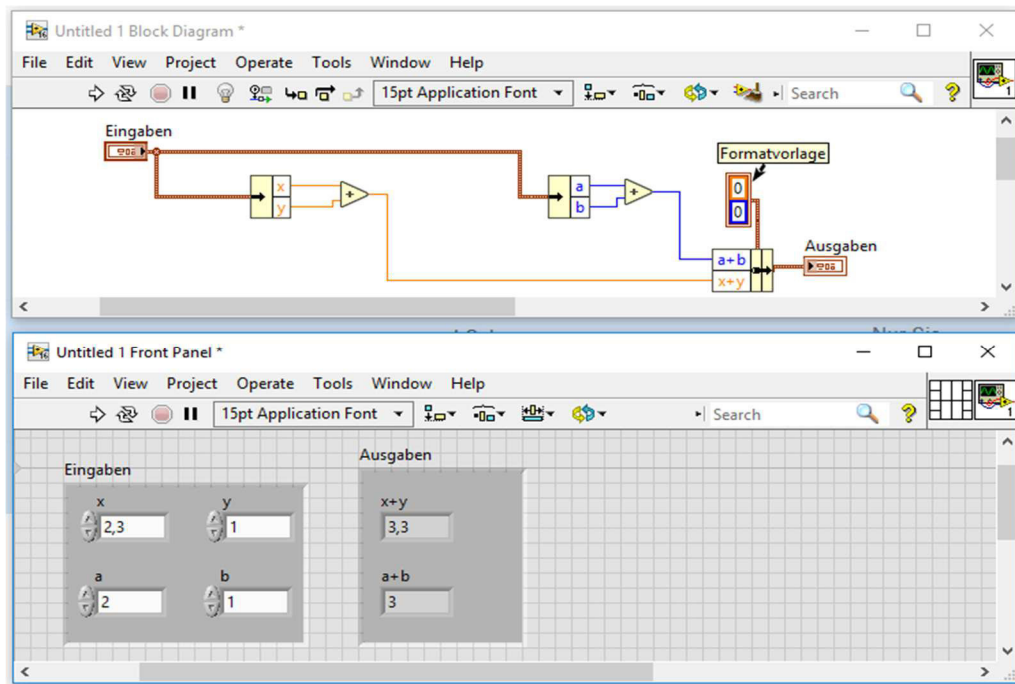 Untitled 1 Block Diagram *
File Edit View Project Operate Tools Window Help
15pt Application Font Search
1
Eingaben
Formatvorlage
x
y
a
b
0
0
Ausgaben
a+b
x+y
Untitled 1 Front Panel *
File Edit View Project Operate Tools Window Help
15pt Application Font Search
1
Eingaben
Ausgaben
x y
x+y
2,3 1
3,3
a b
a+b
2 1
3